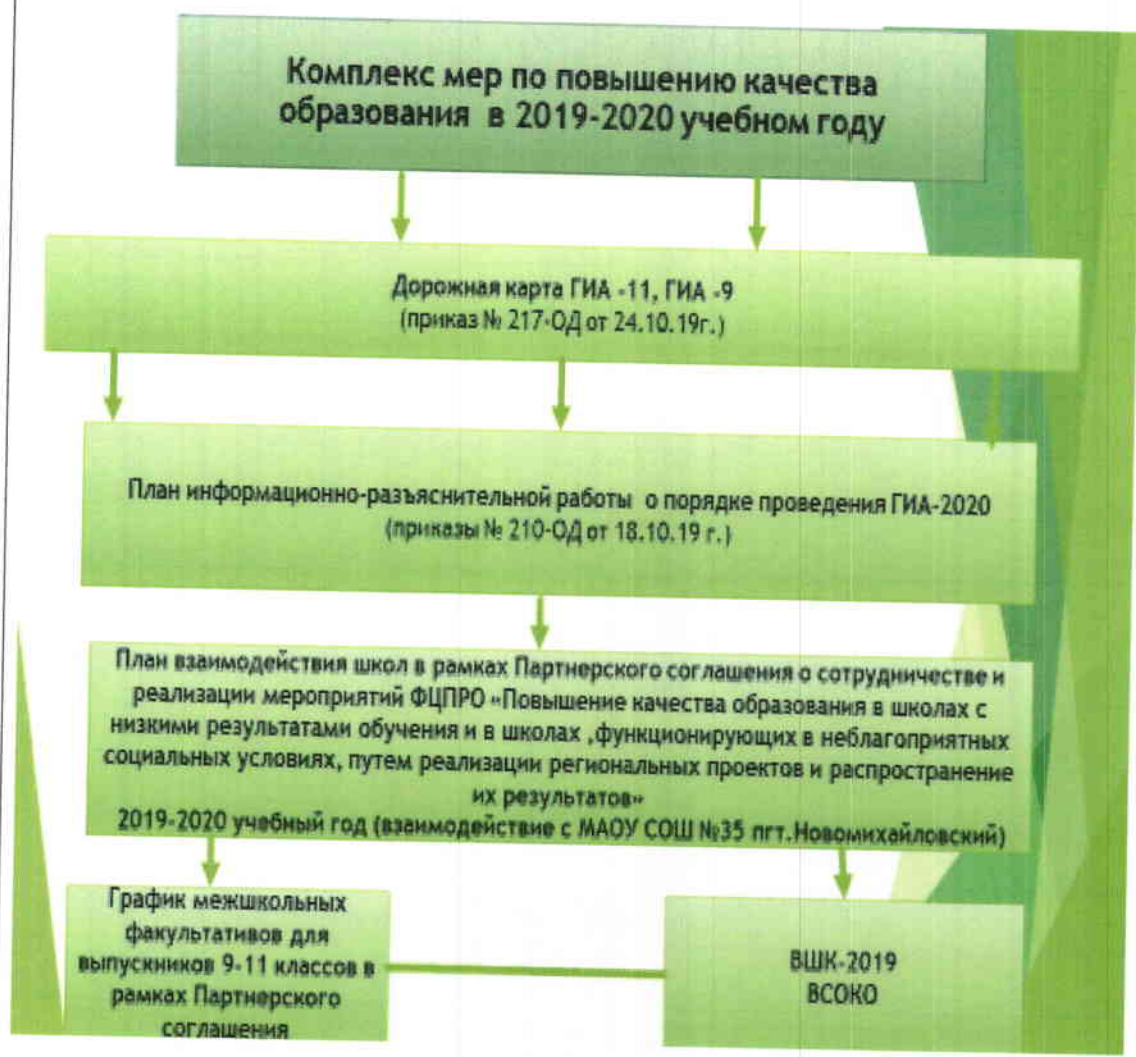 Комплекс мер по повышению качества
образования в 2019-2020 учебном году
Дорожная карта ГИА -11, ГИА -9
(приказ № 217-ОД от 24.10.19г.)
План информационно-разъяснительной работы о порядке проведения ГИА-2020
(приказы № 210-ОД от 18.10.19 г.)
План взаимодействия школ в рамках Партнерского соглашения о сотрудничестве и
реализации мероприятий ФЦПРО «Повышение качества образования в школах с
низкими результатами обучения и в школах ,функционирующих в неблагоприятных
социальных условиях, путем реализации региональных проектов и распространение
их результатов»
2019-2020 учебный год (взаимодействие с МАОУ СОШ №35 пгт.Новомихайловский)
График межшкольных
факультативов для
выпускников 9-11 классов в
рамках Партнерского
соглашения
ВШК-2019
ВСОКО